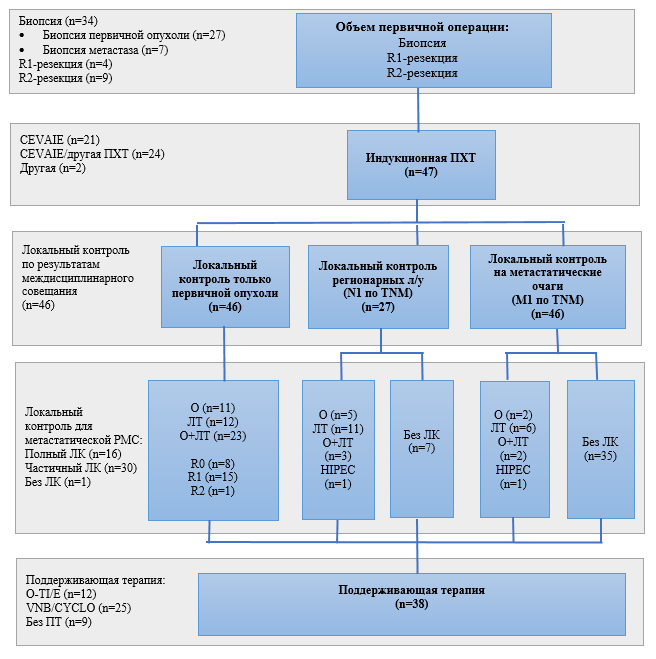 Биопсия (n=34)
• Биопсия первичной опухоли (n=27)
• Биопсия метастаза (n=7)
R1-резекция (n=4)
R2-резекция (n=9)
Объем первичной операции:
Биопсия
R1-резекция
R2-резекция
CEVAIE (n=21)
CEVAIE/другая ПХТ (n=24)
Другая (n=2)
Индукционная ПХТ
(n=47)
Локальный контроль
по результатам
междисциплинарного
совещания
(n=46)
Локальный
контроль только
первичной опухоли
(n=46)
Локальный контроль
регионарных л/у
(N1 по TNM)
(n=27)
Локальный контроль
на метастатические
очаги
(M1 по TNM)
(n=46)
Локальный
контроль для
метастатической РМС:
Полный ЛК (n=16)
Частичный ЛК (n=30)
Без ЛК (n=1)
О (n=11)
ЛТ (n=12)
О+ЛТ (n=23)
R0 (n=8)
R1 (n=15)
R2 (n=1)
О (n=5)
ЛТ (n=11)
О+ЛТ
(n=3)
HIPEC
(n=1)
Без ЛК
(n=7)
О (n=2)
ЛТ (n=6)
О+ЛТ
(n=2)
HIPEC
(n=1)
Без ЛК
(n=35)
Поддерживающая терапия:
O-TI/E (n=12)
VNB/CYCLO (n=25)
Без ПТ (n=9)
Поддерживающая терапия
(n=38)